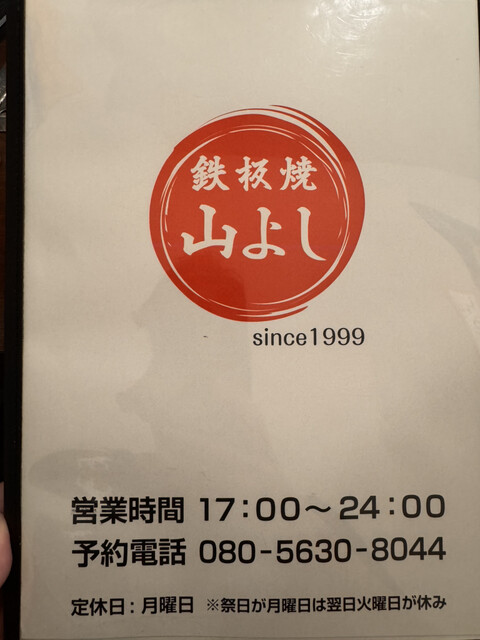 鉄板焼
山よし
since1999
営業時間 17:00～24:00
予約電話 080-5630-8044
定休日:月曜日 ※祭日が月曜日は翌日火曜日が休み